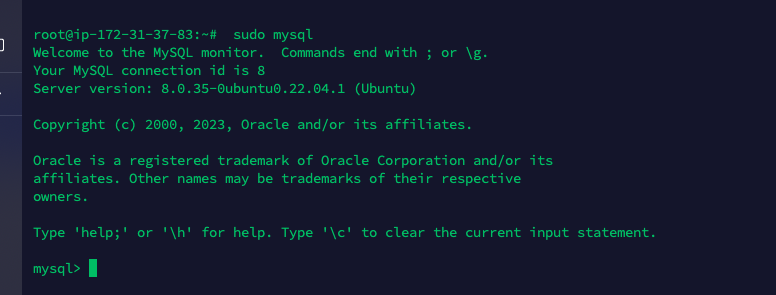 root@ip-172-31-37-83:~#  sudo mysql
Welcome to the MySQL monitor.  Commands end with ; or \g.
Your MySQL connection id is 8
Server version: 8.0.35-0ubuntu0.22.04.1 (Ubuntu)
Copyright (c) 2000, 2023, Oracle and/or its affiliates.
Oracle is a registered trademark of Oracle Corporation and/or its
affiliates. Other names may be trademarks of their respective
owners.
Type 'help;' or '\h' for help. Type '\c' to clear the current input statement.
mysql>